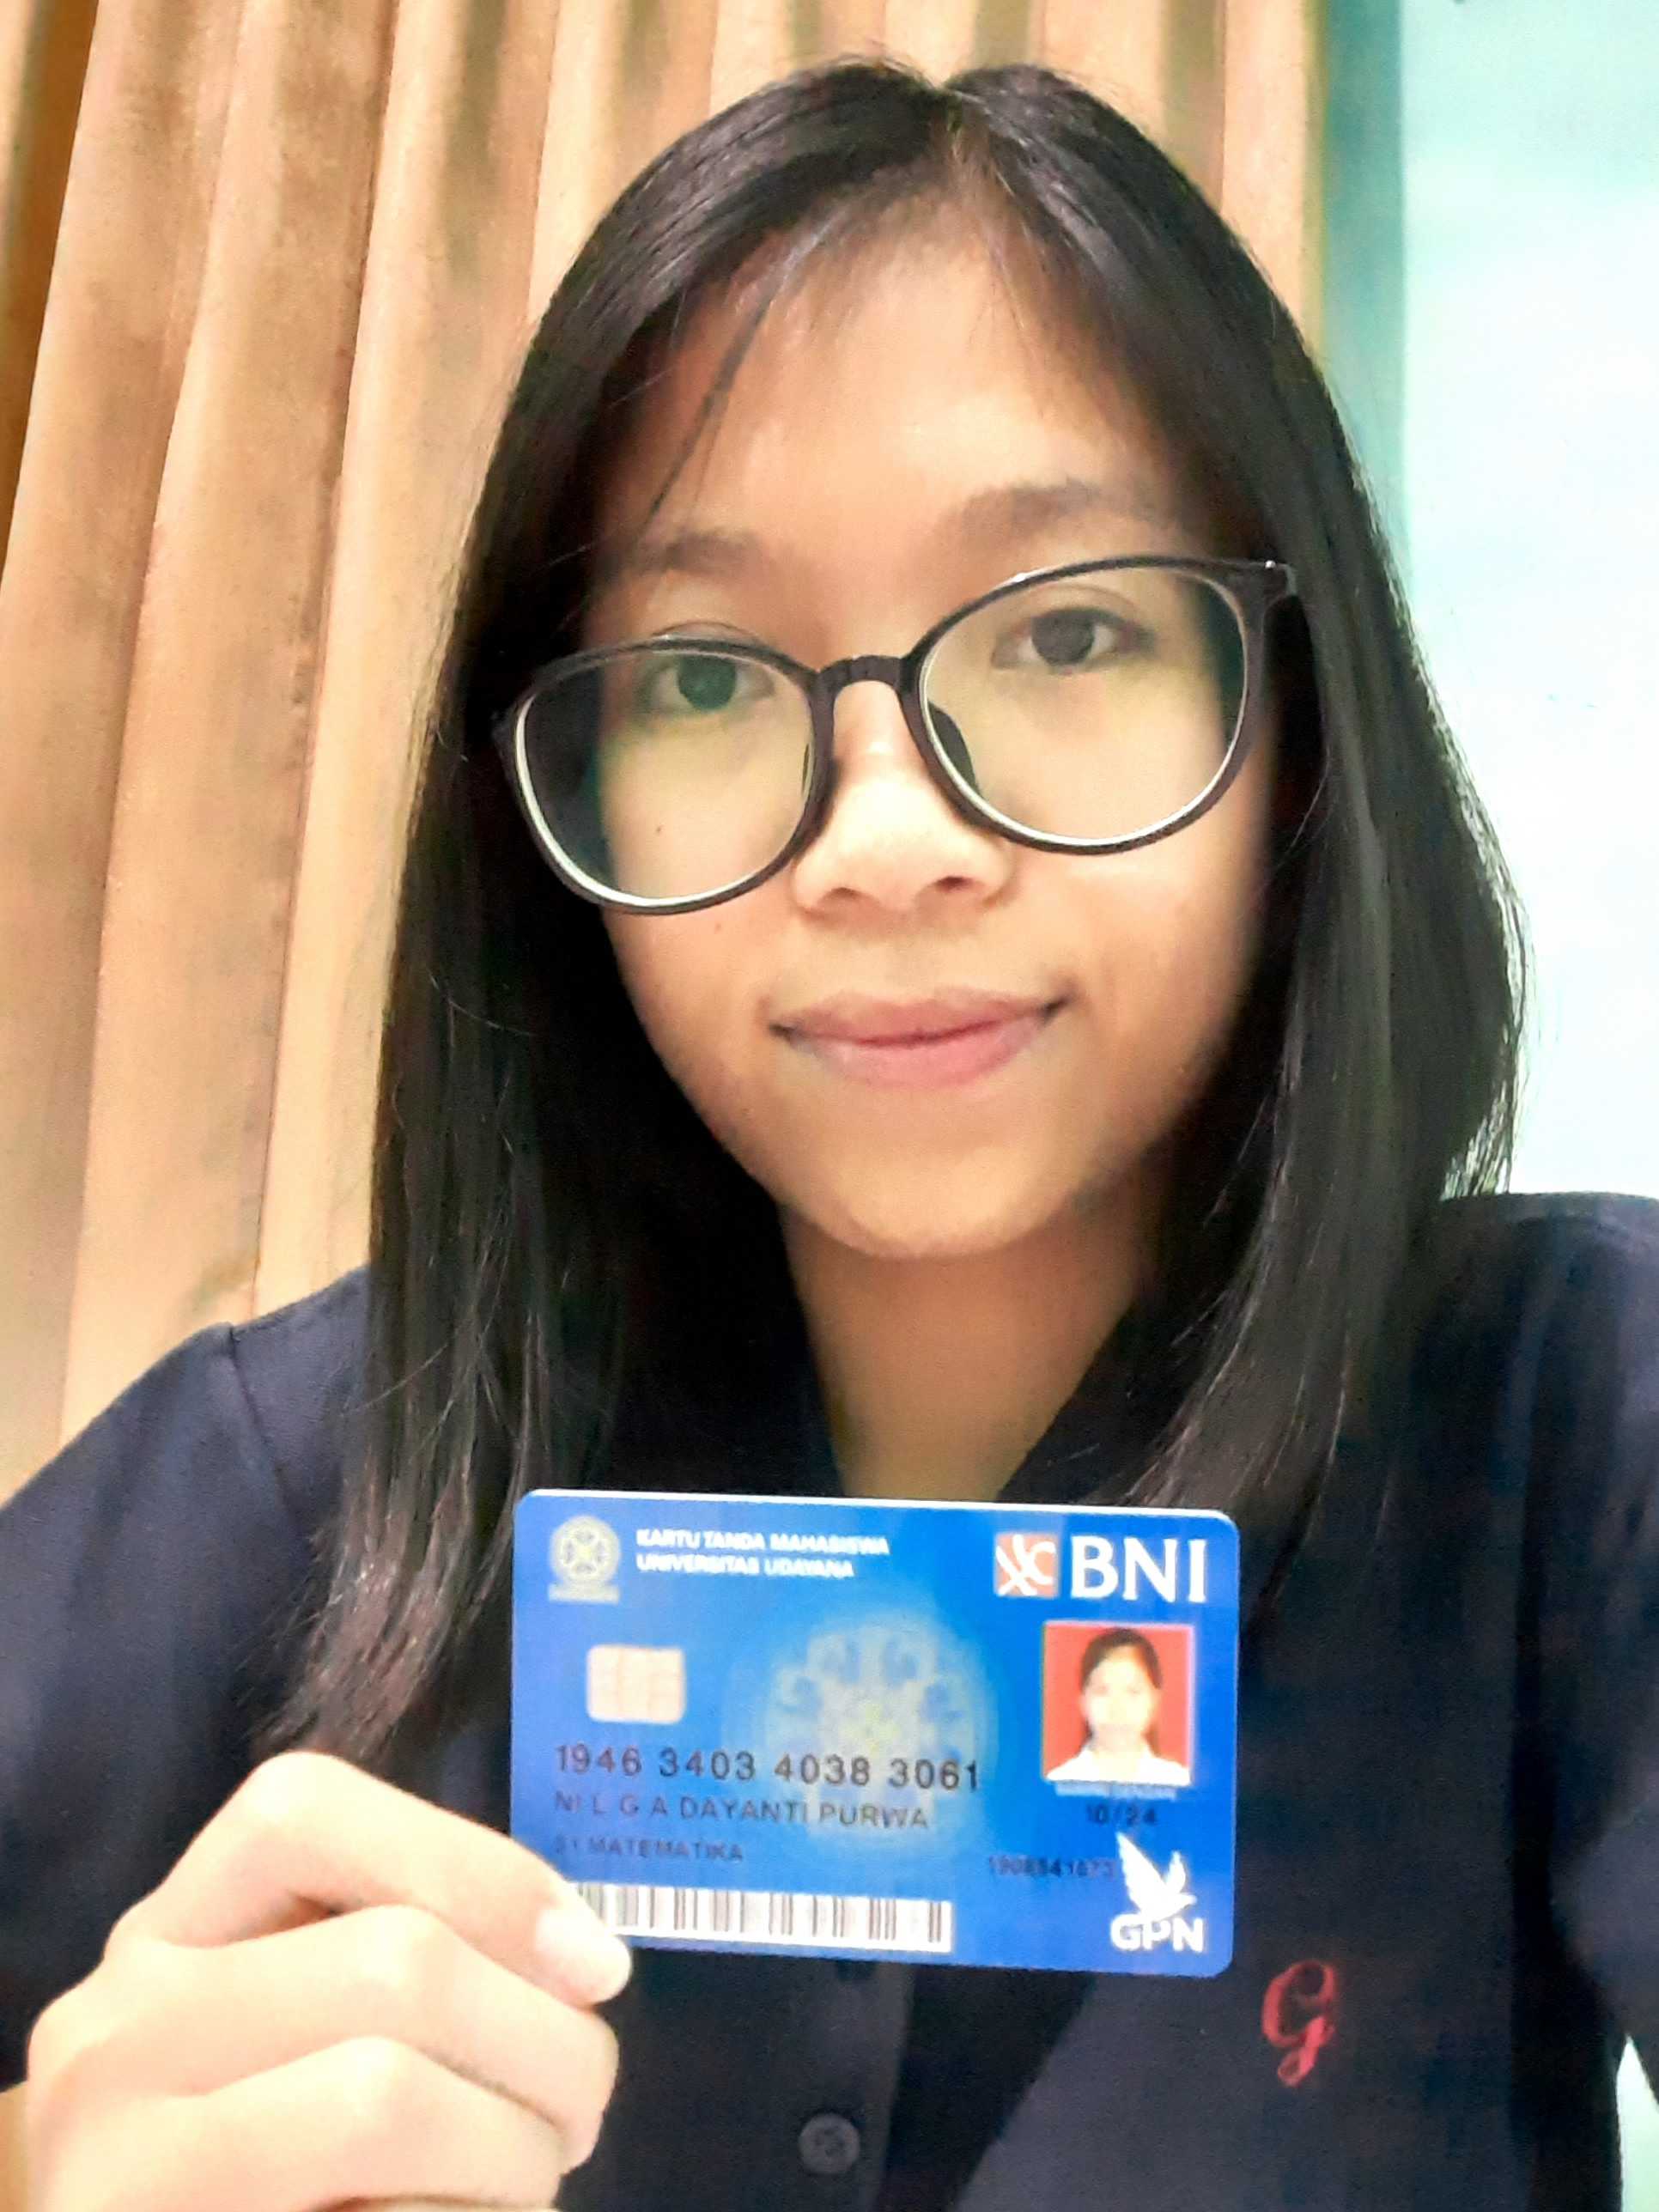 KARTU TANDA MAHASISWA
UNIVERSITAS UDAYANA
BNI
1946 3403 4038 3061
NI L G A DAYANTI PURWA
10/24
S1 MATEMATIKA
GPN
G